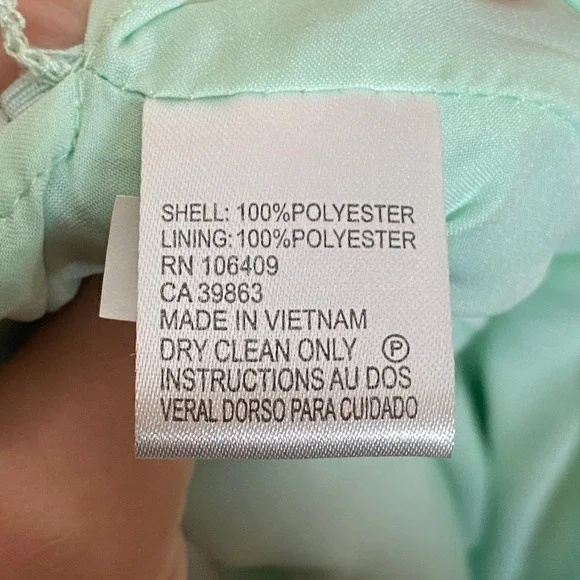 SHELL: 100%POLYESTER
LINING:100%POLYESTER
RN 106409
CA 39863
MADE IN VIETNAM
DRY CLEAN ONLY Ⓟ
INSTRUCTIONS AU DOS
VERAL DORSO PARA CUIDADO